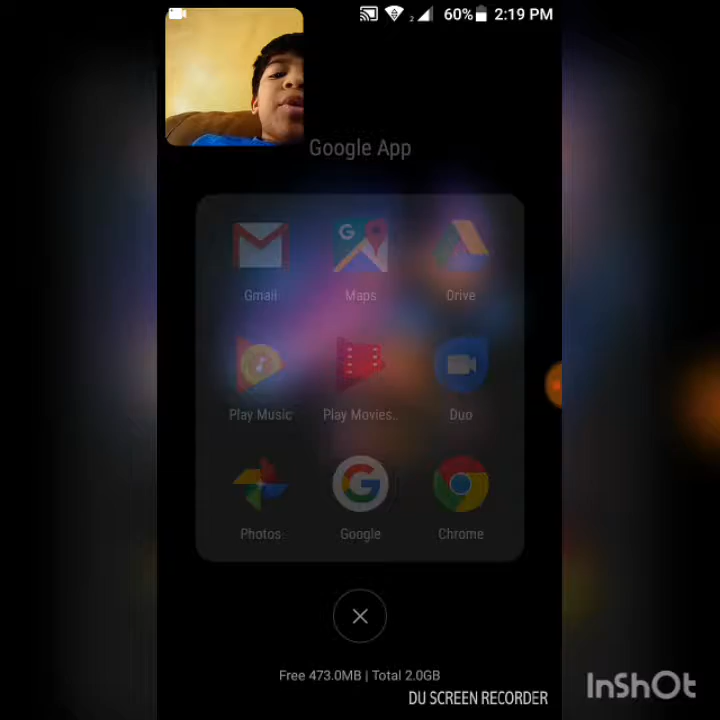 2 60% 2:19 PM
Google App
Gmail Maps Drive
Play Music Play Movies.. Duo
Photos Google Chrome
Free 473.0MB | Total 2.0GB
DU SCREEN RECORDER
InShOt